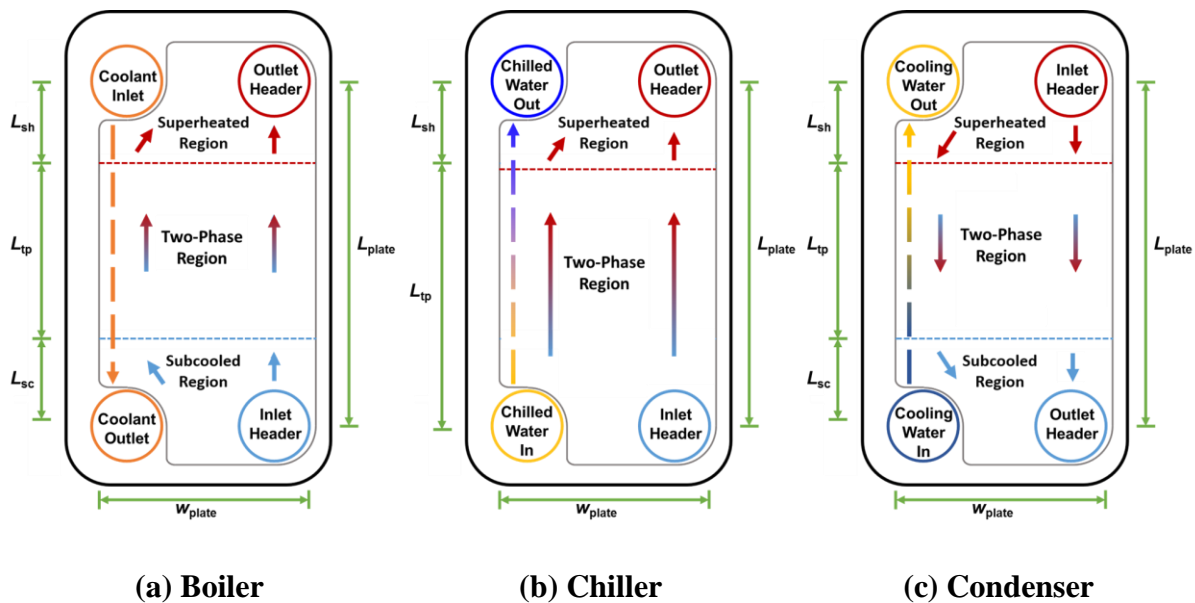 Coolant
Inlet
Outlet
Header
Superheated
Region
Two-Phase
Region
Subcooled
Region
Coolant
Outlet
Inlet
Header
Lsh
Ltp
Lsc
Lplate
wplate
(a) Boiler
Chilled
Water
Out
Outlet
Header
Superheated
Region
Two-Phase
Region
Chilled
Water
In
Inlet
Header
Lsh
Ltp
Lplate
wplate
(b) Chiller
Cooling
Water
Out
Inlet
Header
Superheated
Region
Two-Phase
Region
Subcooled
Region
Cooling
Water
In
Outlet
Header
Lsh
Ltp
Lsc
Lplate
wplate
(c) Condenser